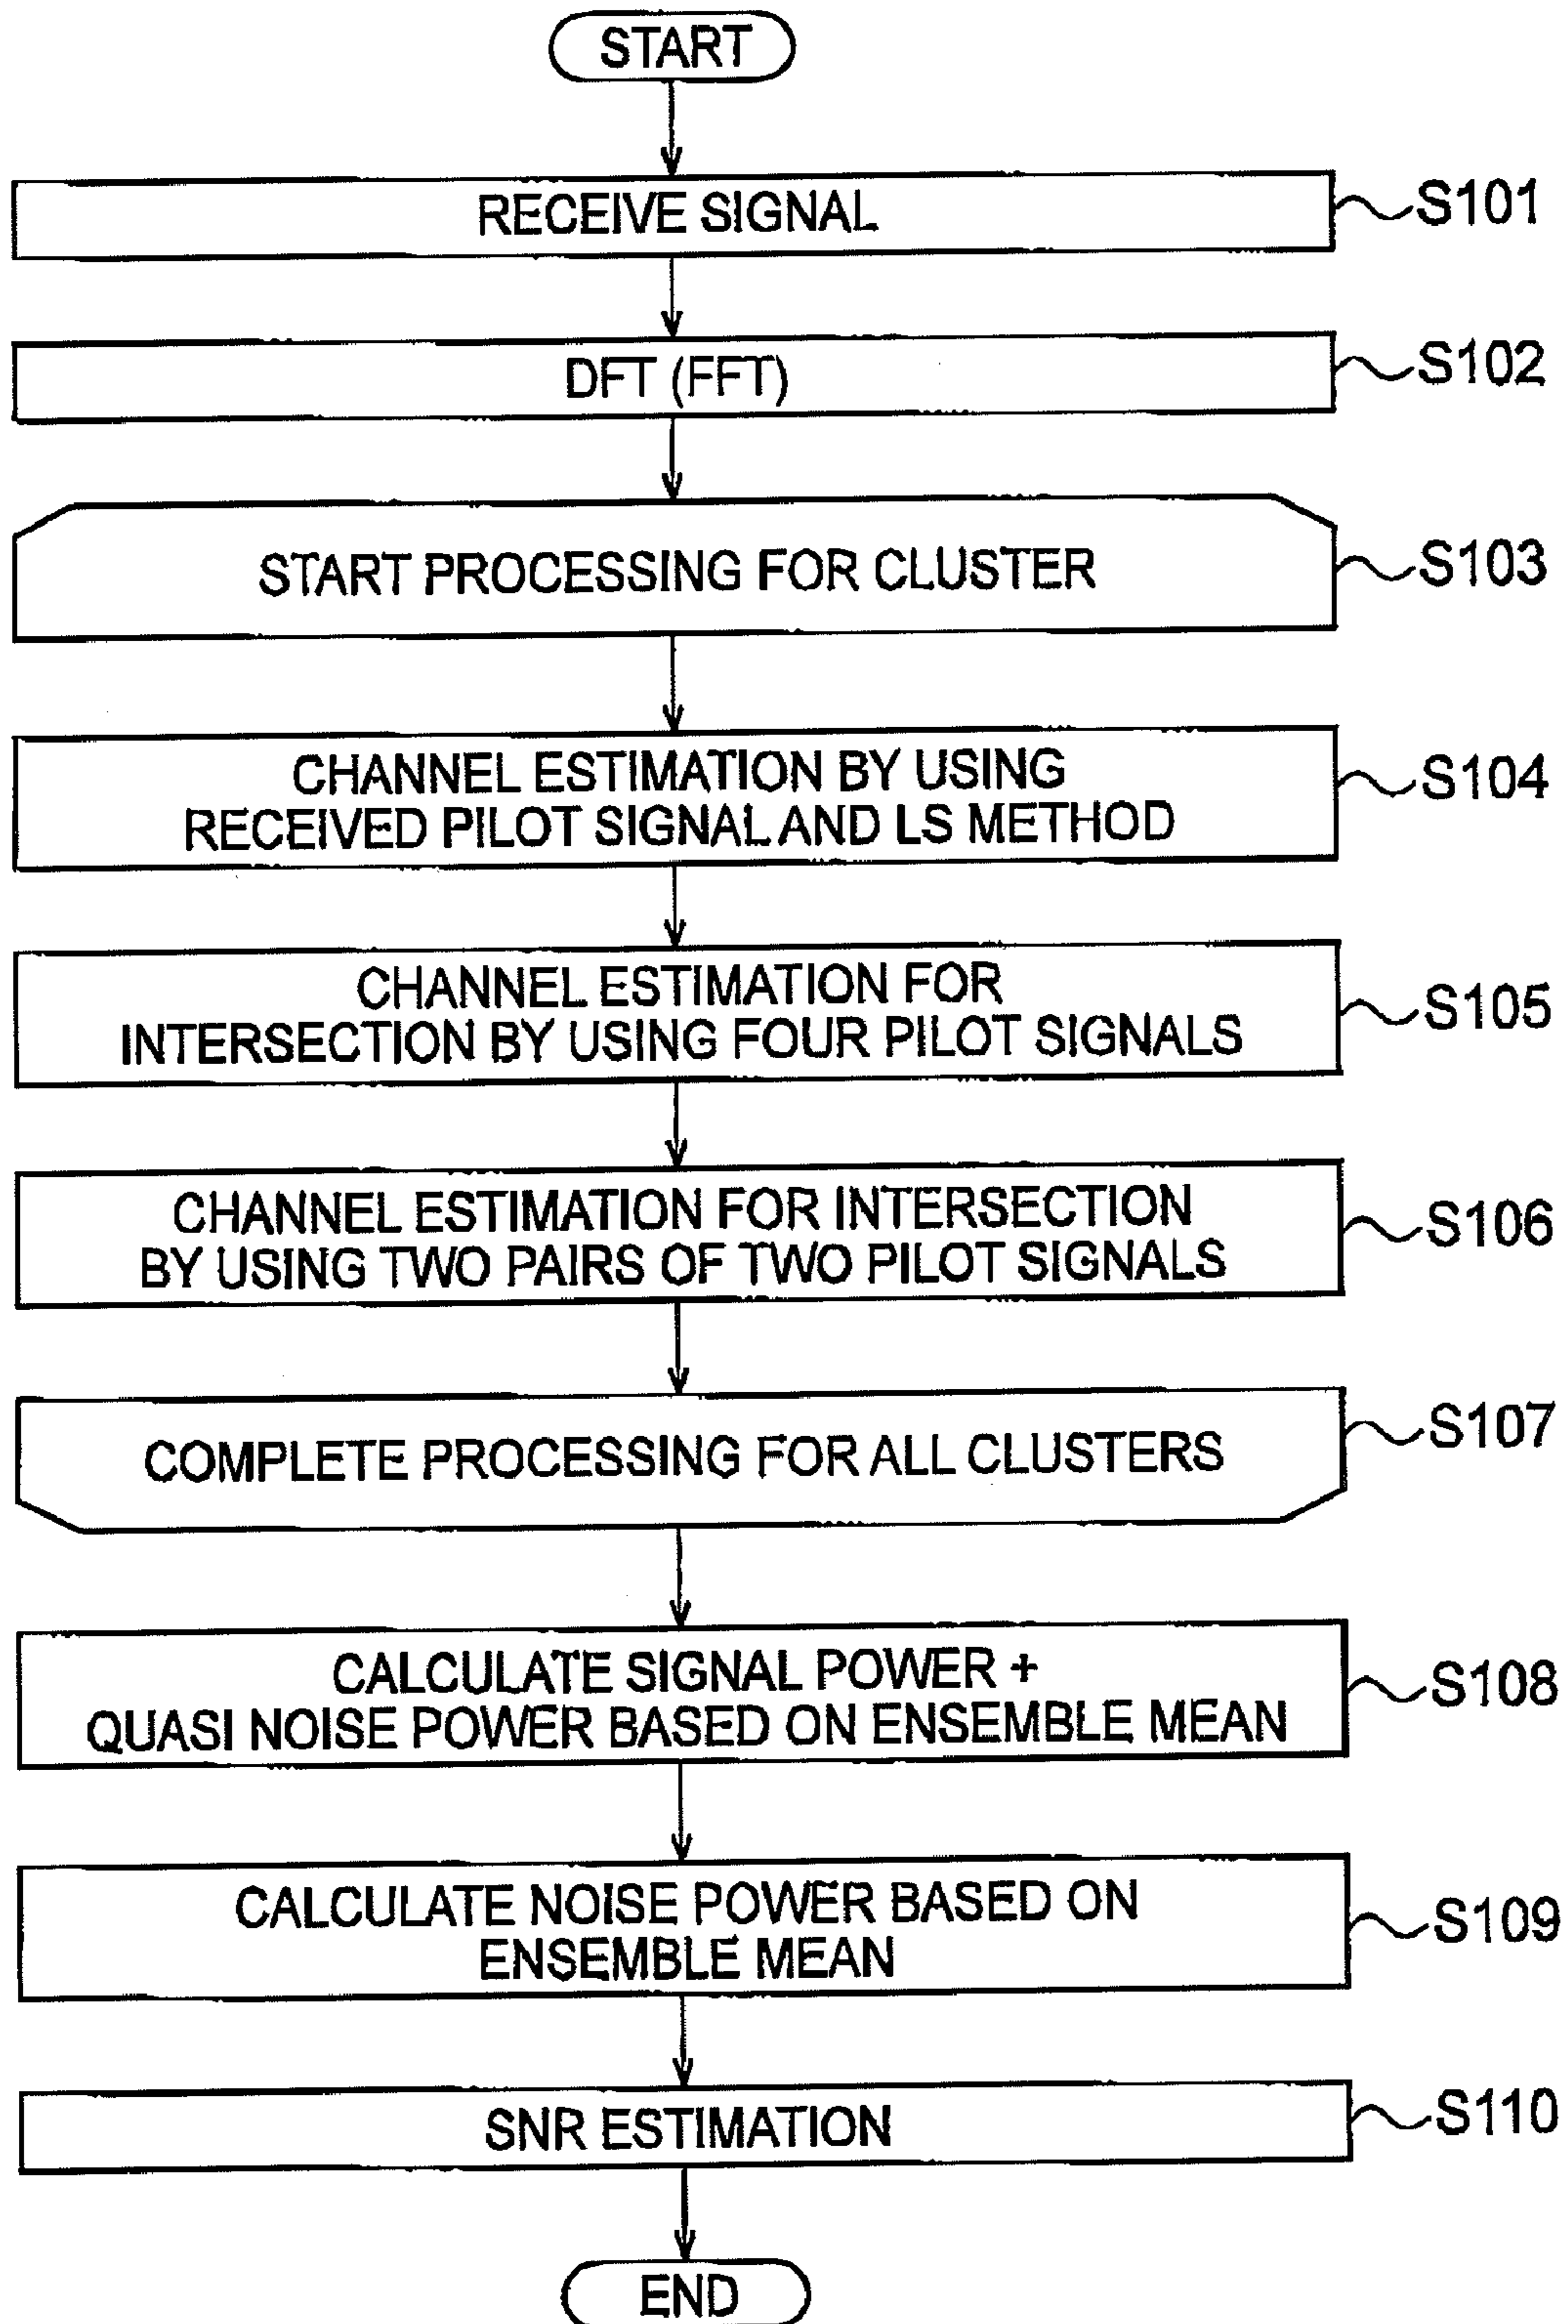 START
RECEIVE SIGNAL
S101
DFT (FFT)
S102
START PROCESSING FOR CLUSTER
S103
CHANNEL ESTIMATION BY USING
RECEIVED PILOT SIGNAL AND LS METHOD
S104
CHANNEL ESTIMATION FOR
INTERSECTION BY USING FOUR PILOT SIGNALS
S105
CHANNEL ESTIMATION FOR INTERSECTION
BY USING TWO PAIRS OF TWO PILOT SIGNALS
S106
COMPLETE PROCESSING FOR ALL CLUSTERS
S107
CALCULATE SIGNAL POWER +
QUASI NOISE POWER BASED ON ENSEMBLE MEAN
S108
CALCULATE NOISE POWER BASED ON
ENSEMBLE MEAN
S109
SNR ESTIMATION
S110
END